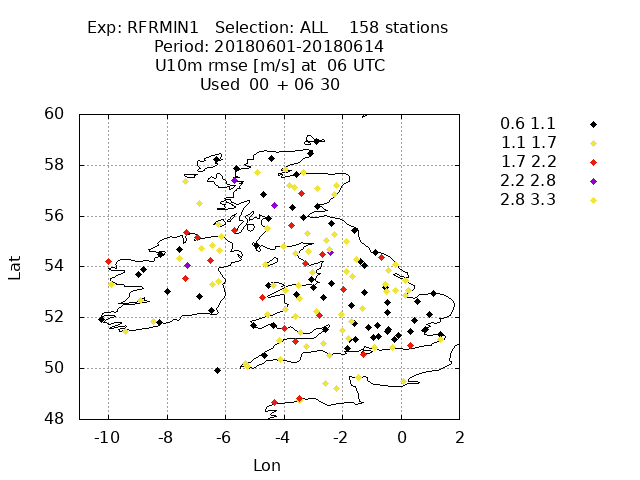 Exp: RFRMIN1   Selection: ALL    158 stations
Period: 20180601-20180614
U10m rmse [m/s] at  06 UTC
Used  00 + 06 30
0.6 1.1
1.1 1.7
1.7 2.2
2.2 2.8
2.8 3.3
60
58
56
54
52
50
48
Lat
-10 -8 -6 -4 -2 0 2
Lon